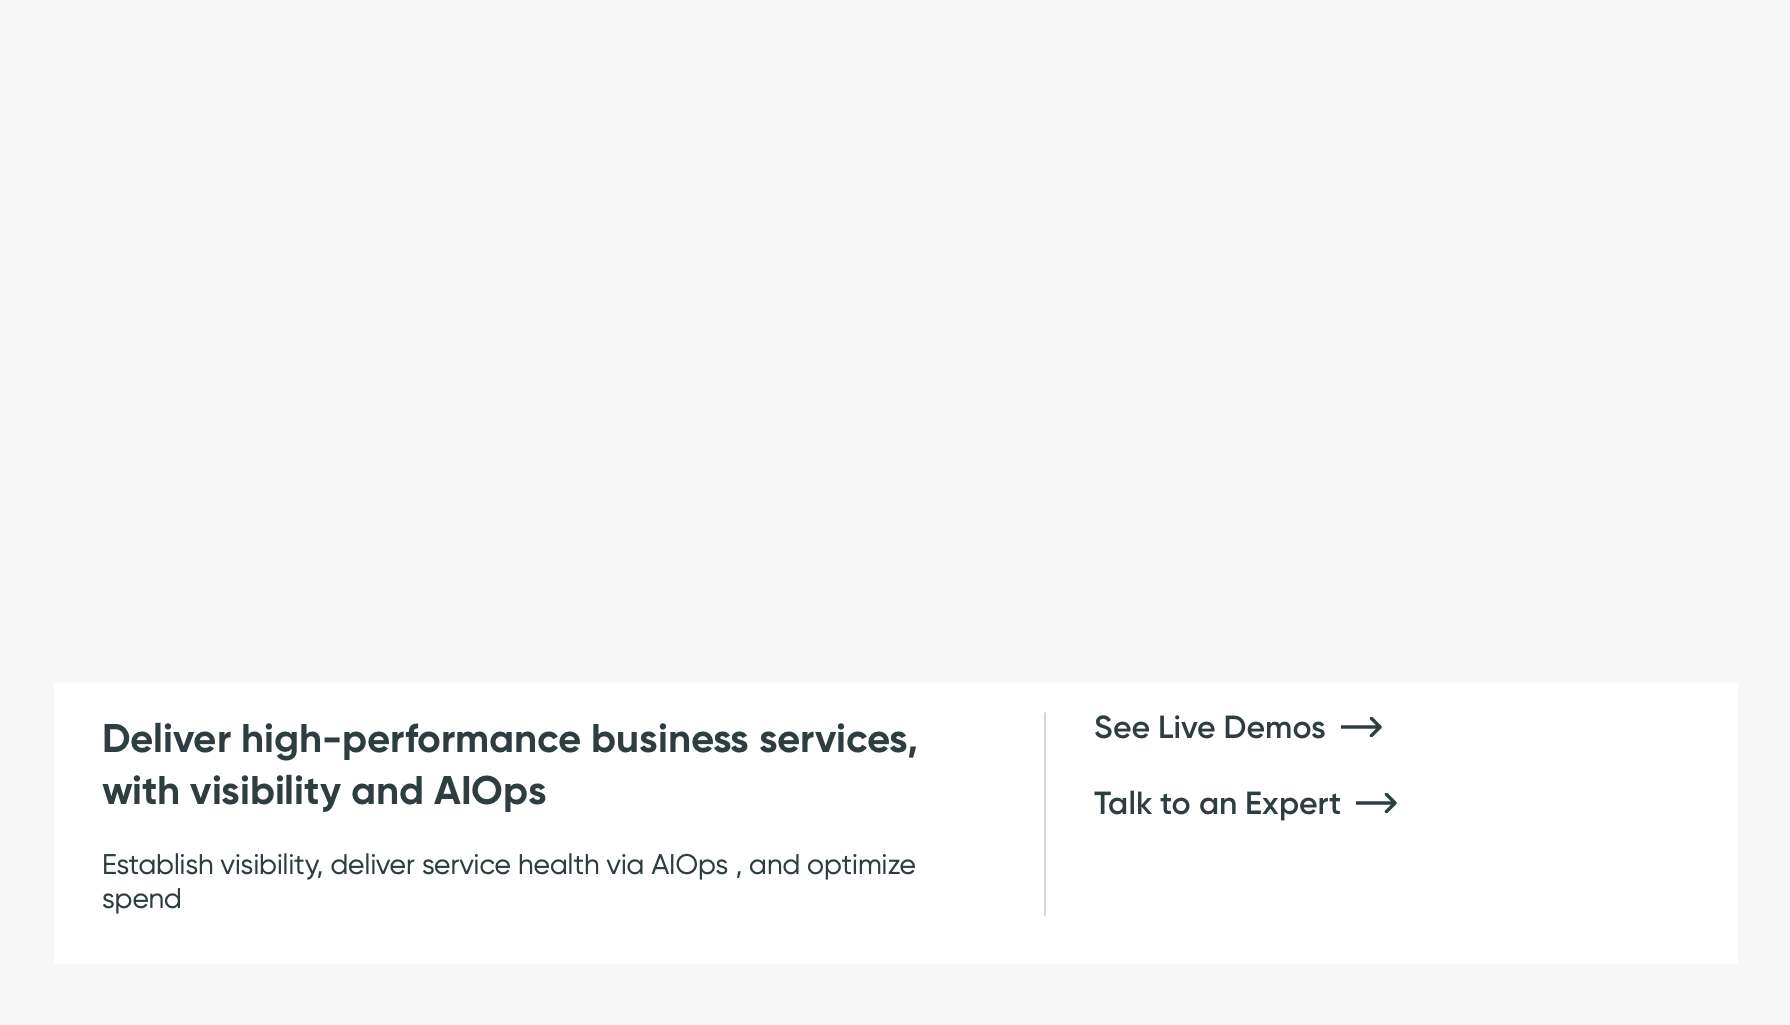 Deliver high-performance business services,
with visibility and AIOps
Establish visibility, deliver service health via AIOps , and optimize
spend
See Live Demos
Talk to an Expert